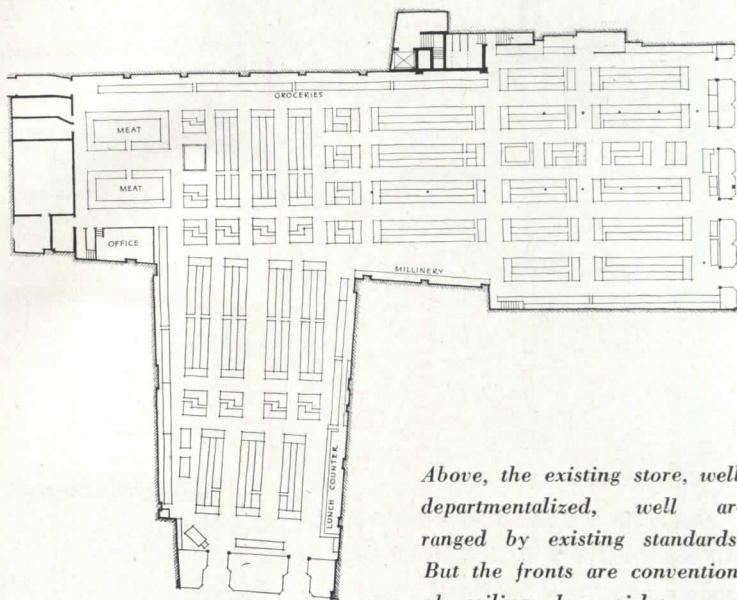 GROCERIES
MEAT
MEAT
OFFICE
MILLINERY
LUNCH COUNTER
Above, the existing store, well
departmentalized, well ar-
ranged by existing standards.
But the fronts are convention-